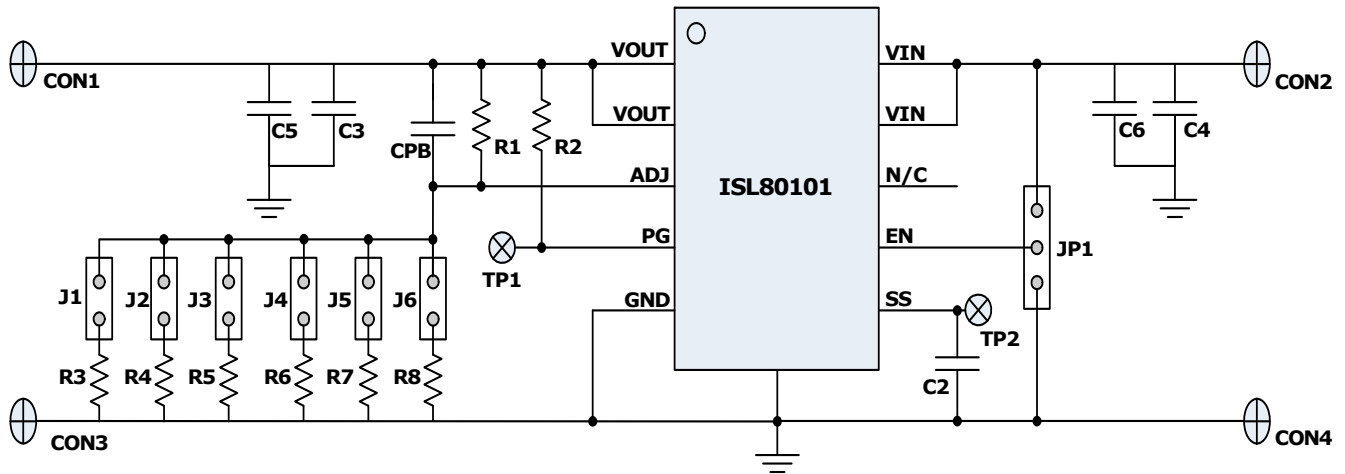 VOUT
VIN
CON1
CON2
C5
C3
CPB
R1
R2
VOUT
VIN
C6
C4
ADJ
ISL80101
N/C
PG
EN
JP1
TP1
J1
J2
J3
J4
J5
J6
GND
SS
TP2
R3
R4
R5
R6
R7
R8
C2
CON3
CON4